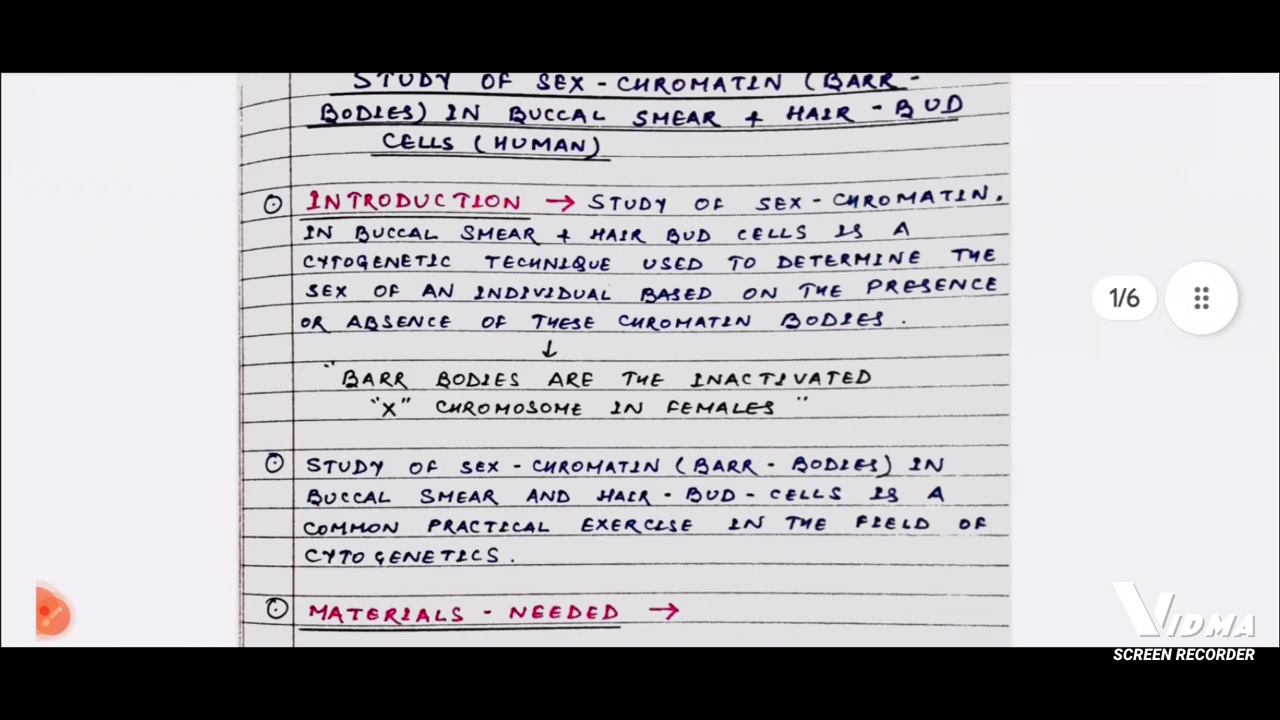 STUDY OF SEX-CHROMATIN (BARR-
BODIES) IN BUCCAL SMEAR + HAIR-BUD
CELLS (HUMAN)
INTRODUCTION → STUDY OF SEX-CHROMATIN.
IN BUCCAL SMEAR + HAIR BUD CELLS IS A
CYTOGENETIC TECHNIQUE USED TO DETERMINE THE
SEX OF AN INDIVIDUAL BASED ON THE PRESENCE
OR ABSENCE OF THESE CHROMATIN BODIES.
↓
"BARR BODIES ARE THE INACTIVATED
"X" CHROMOSOME IN FEMALES"
STUDY OF SEX-CHROMATIN (BARR-BODIES) IN
BUCCAL SMEAR AND HAIR-BUD-CELLS IS A
COMMON PRACTICAL EXERCISE IN THE FIELD OF
CYTOGENETICS.
MATERIALS-NEEDED →
1/6
VIDMA
SCREEN RECORDER